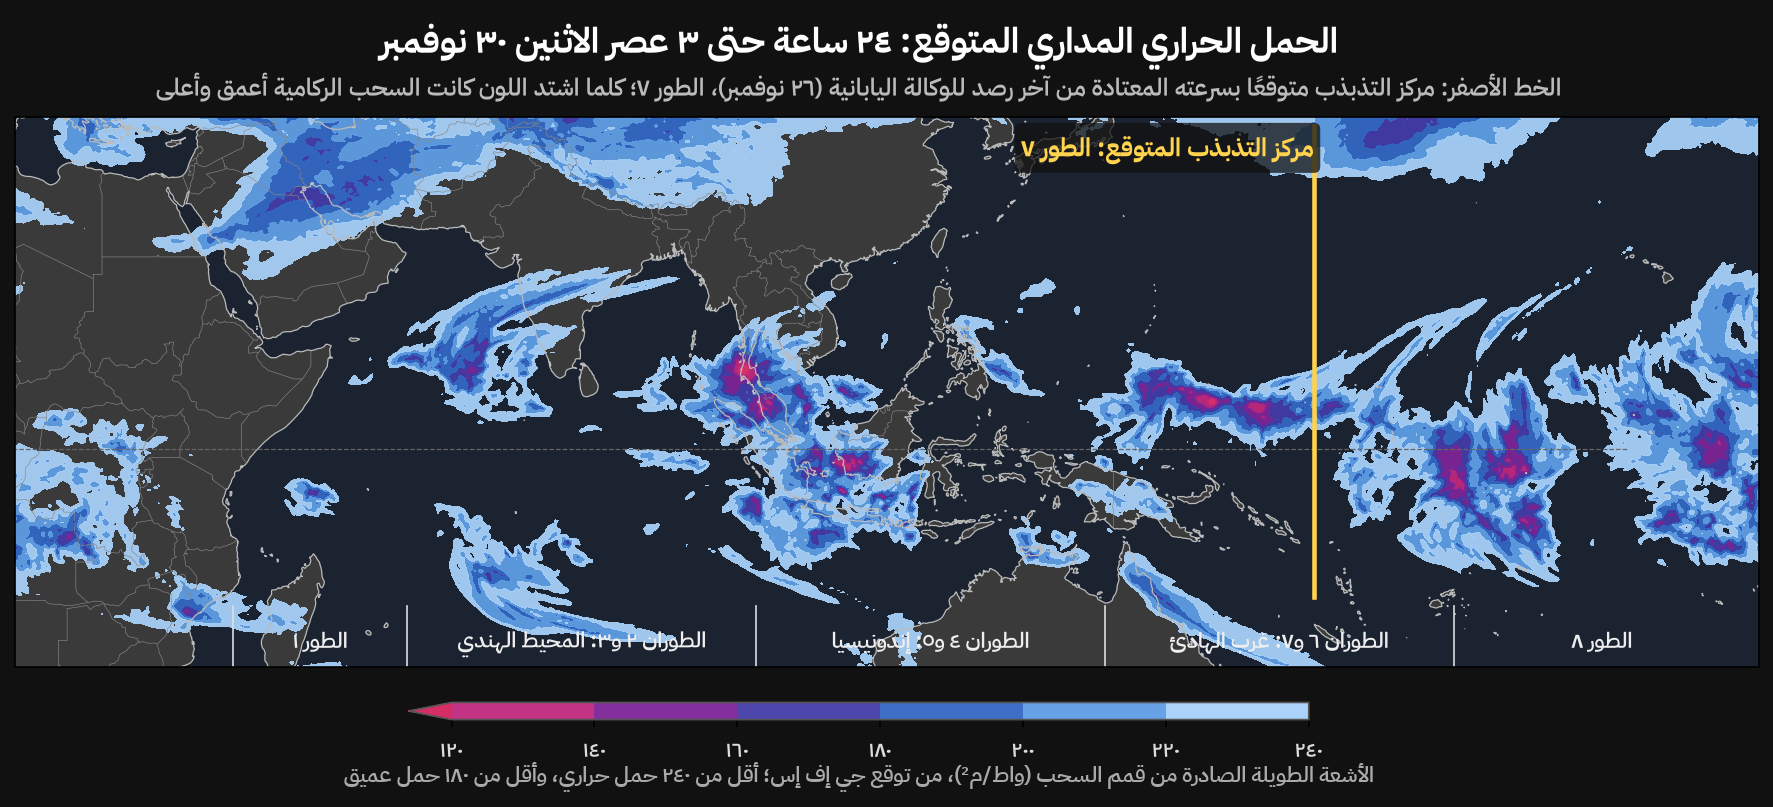 الحمل الحراري المداري المتوقع: ٢٤ ساعة حتى ٣ عصر الاثنين ٣٠ نوفمبر
الخط الأصفر: مركز التذبذب متوقعًا بسرعته المعتادة من آخر رصد للوكالة اليابانية (٢٦ نوفمبر)، الطور ٧؛ كلما اشتد اللون كانت السحب الركامية أعمق وأعلى
مركز التذبذب المتوقع: الطور ٧
الطور ١
الطوران ٢ و٣: المحيط الهندي
الطوران ٤ و٥: إندونيسيا
الطوران ٦ و٧: غرب الهادئ
الطور ٨
١٢٠ ١٤٠ ١٦٠ ١٨٠ ٢٠٠ ٢٢٠ ٢٤٠
الأشعة الطويلة الصادرة من قمم السحب (واط/م²)، من توقع جي إف إس؛ أقل من ٢٤٠ حمل حراري، وأقل من ١٨٠ حمل عميق